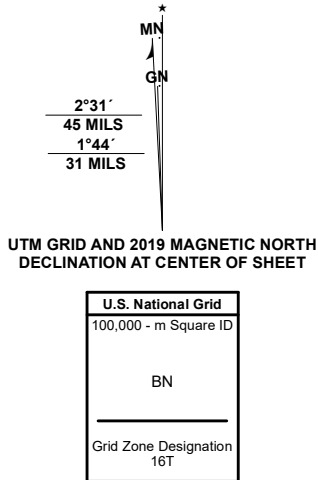 ★
MN
GN
2°31´
45 MILS
1°44´
31 MILS
UTM GRID AND 2019 MAGNETIC NORTH
DECLINATION AT CENTER OF SHEET
U.S. National Grid
100,000 - m Square ID
BN
Grid Zone Designation
16T